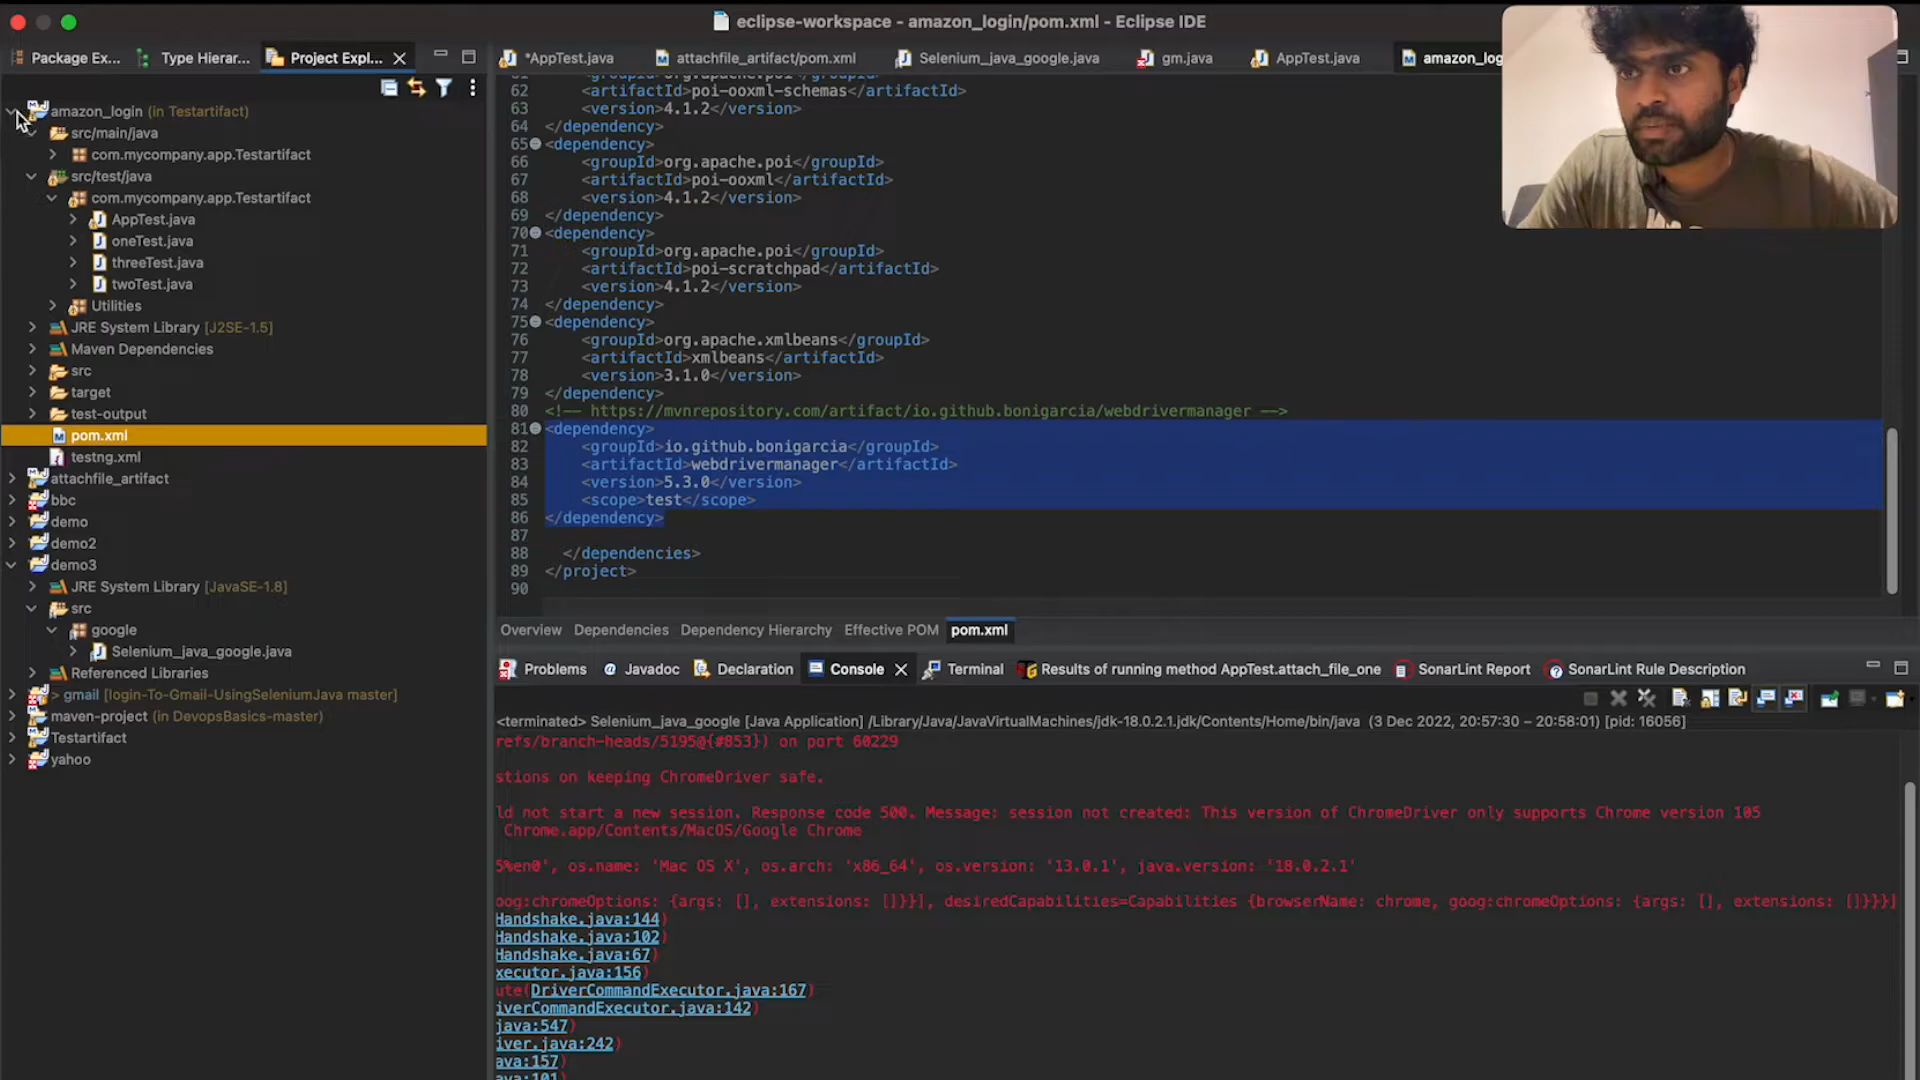 eclipse-workspace - amazon_login/pom.xml - Eclipse IDE
Package Ex...
Type Hierar...
Project Expl...
*AppTest.java
attachfile_artifact/pom.xml
Selenium_java_google.java
gm.java
AppTest.java
amazon_log
amazon_login (in Testartifact)
src/main/java
com.mycompany.app.Testartifact
src/test/java
com.mycompany.app.Testartifact
AppTest.java
oneTest.java
threeTest.java
twoTest.java
Utilities
JRE System Library [J2SE-1.5]
Maven Dependencies
src
target
test-output
pom.xml
testng.xml
attachfile_artifact
bbc
demo
demo2
demo3
JRE System Library [JavaSE-1.8]
src
google
Selenium_java_google.java
Referenced Libraries
> gmail [login-To-Gmail-UsingSeleniumJava master]
maven-project (in DevopsBasics-master)
Testartifact
yahoo
61 <groupId>org.apache.poi</groupId>
62 <artifactId>poi-ooxml-schemas</artifactId>
63 <version>4.1.2</version>
64 </dependency>
65 <dependency>
66 <groupId>org.apache.poi</groupId>
67 <artifactId>poi-ooxml</artifactId>
68 <version>4.1.2</version>
69 </dependency>
70 <dependency>
71 <groupId>org.apache.poi</groupId>
72 <artifactId>poi-scratchpad</artifactId>
73 <version>4.1.2</version>
74 </dependency>
75 <dependency>
76 <groupId>org.apache.xmlbeans</groupId>
77 <artifactId>xmlbeans</artifactId>
78 <version>3.1.0</version>
79 </dependency>
80 <!-- https://mvnrepository.com/artifact/io.github.bonigarcia/webdrivermanager -->
81 <dependency>
82 <groupId>io.github.bonigarcia</groupId>
83 <artifactId>webdrivermanager</artifactId>
84 <version>5.3.0</version>
85 <scope>test</scope>
86 </dependency>
87
88 </dependencies>
89 </project>
90
Overview Dependencies Dependency Hierarchy Effective POM pom.xml
Problems @ Javadoc Declaration Console Terminal Results of running method AppTest.attach_file_one SonarLint Report SonarLint Rule Description
<terminated> Selenium_java_google [Java Application] /Library/Java/JavaVirtualMachines/jdk-18.0.2.1.jdk/Contents/Home/bin/java (3 Dec 2022, 20:57:30 – 20:58:01) [pid: 16056]
refs/branch-heads/5195@{#853}) on port 60229
stions on keeping ChromeDriver safe.
ld not start a new session. Response code 500. Message: session not created: This version of ChromeDriver only supports Chrome version 105
Chrome.app/Contents/MacOS/Google Chrome
5%en0', os.name: 'Mac OS X', os.arch: 'x86_64', os.version: '13.0.1', java.version: '18.0.2.1'
oog:chromeOptions: {args: [], extensions: []}}], desiredCapabilities=Capabilities {browserName: chrome, goog:chromeOptions: {args: [], extensions: []}}}]
Handshake.java:144)
Handshake.java:102)
Handshake.java:67)
xecutor.java:156)
ute(DriverCommandExecutor.java:167)
iverCommandExecutor.java:142)
java:547)
iver.java:242)
ava:157)
ava:101)